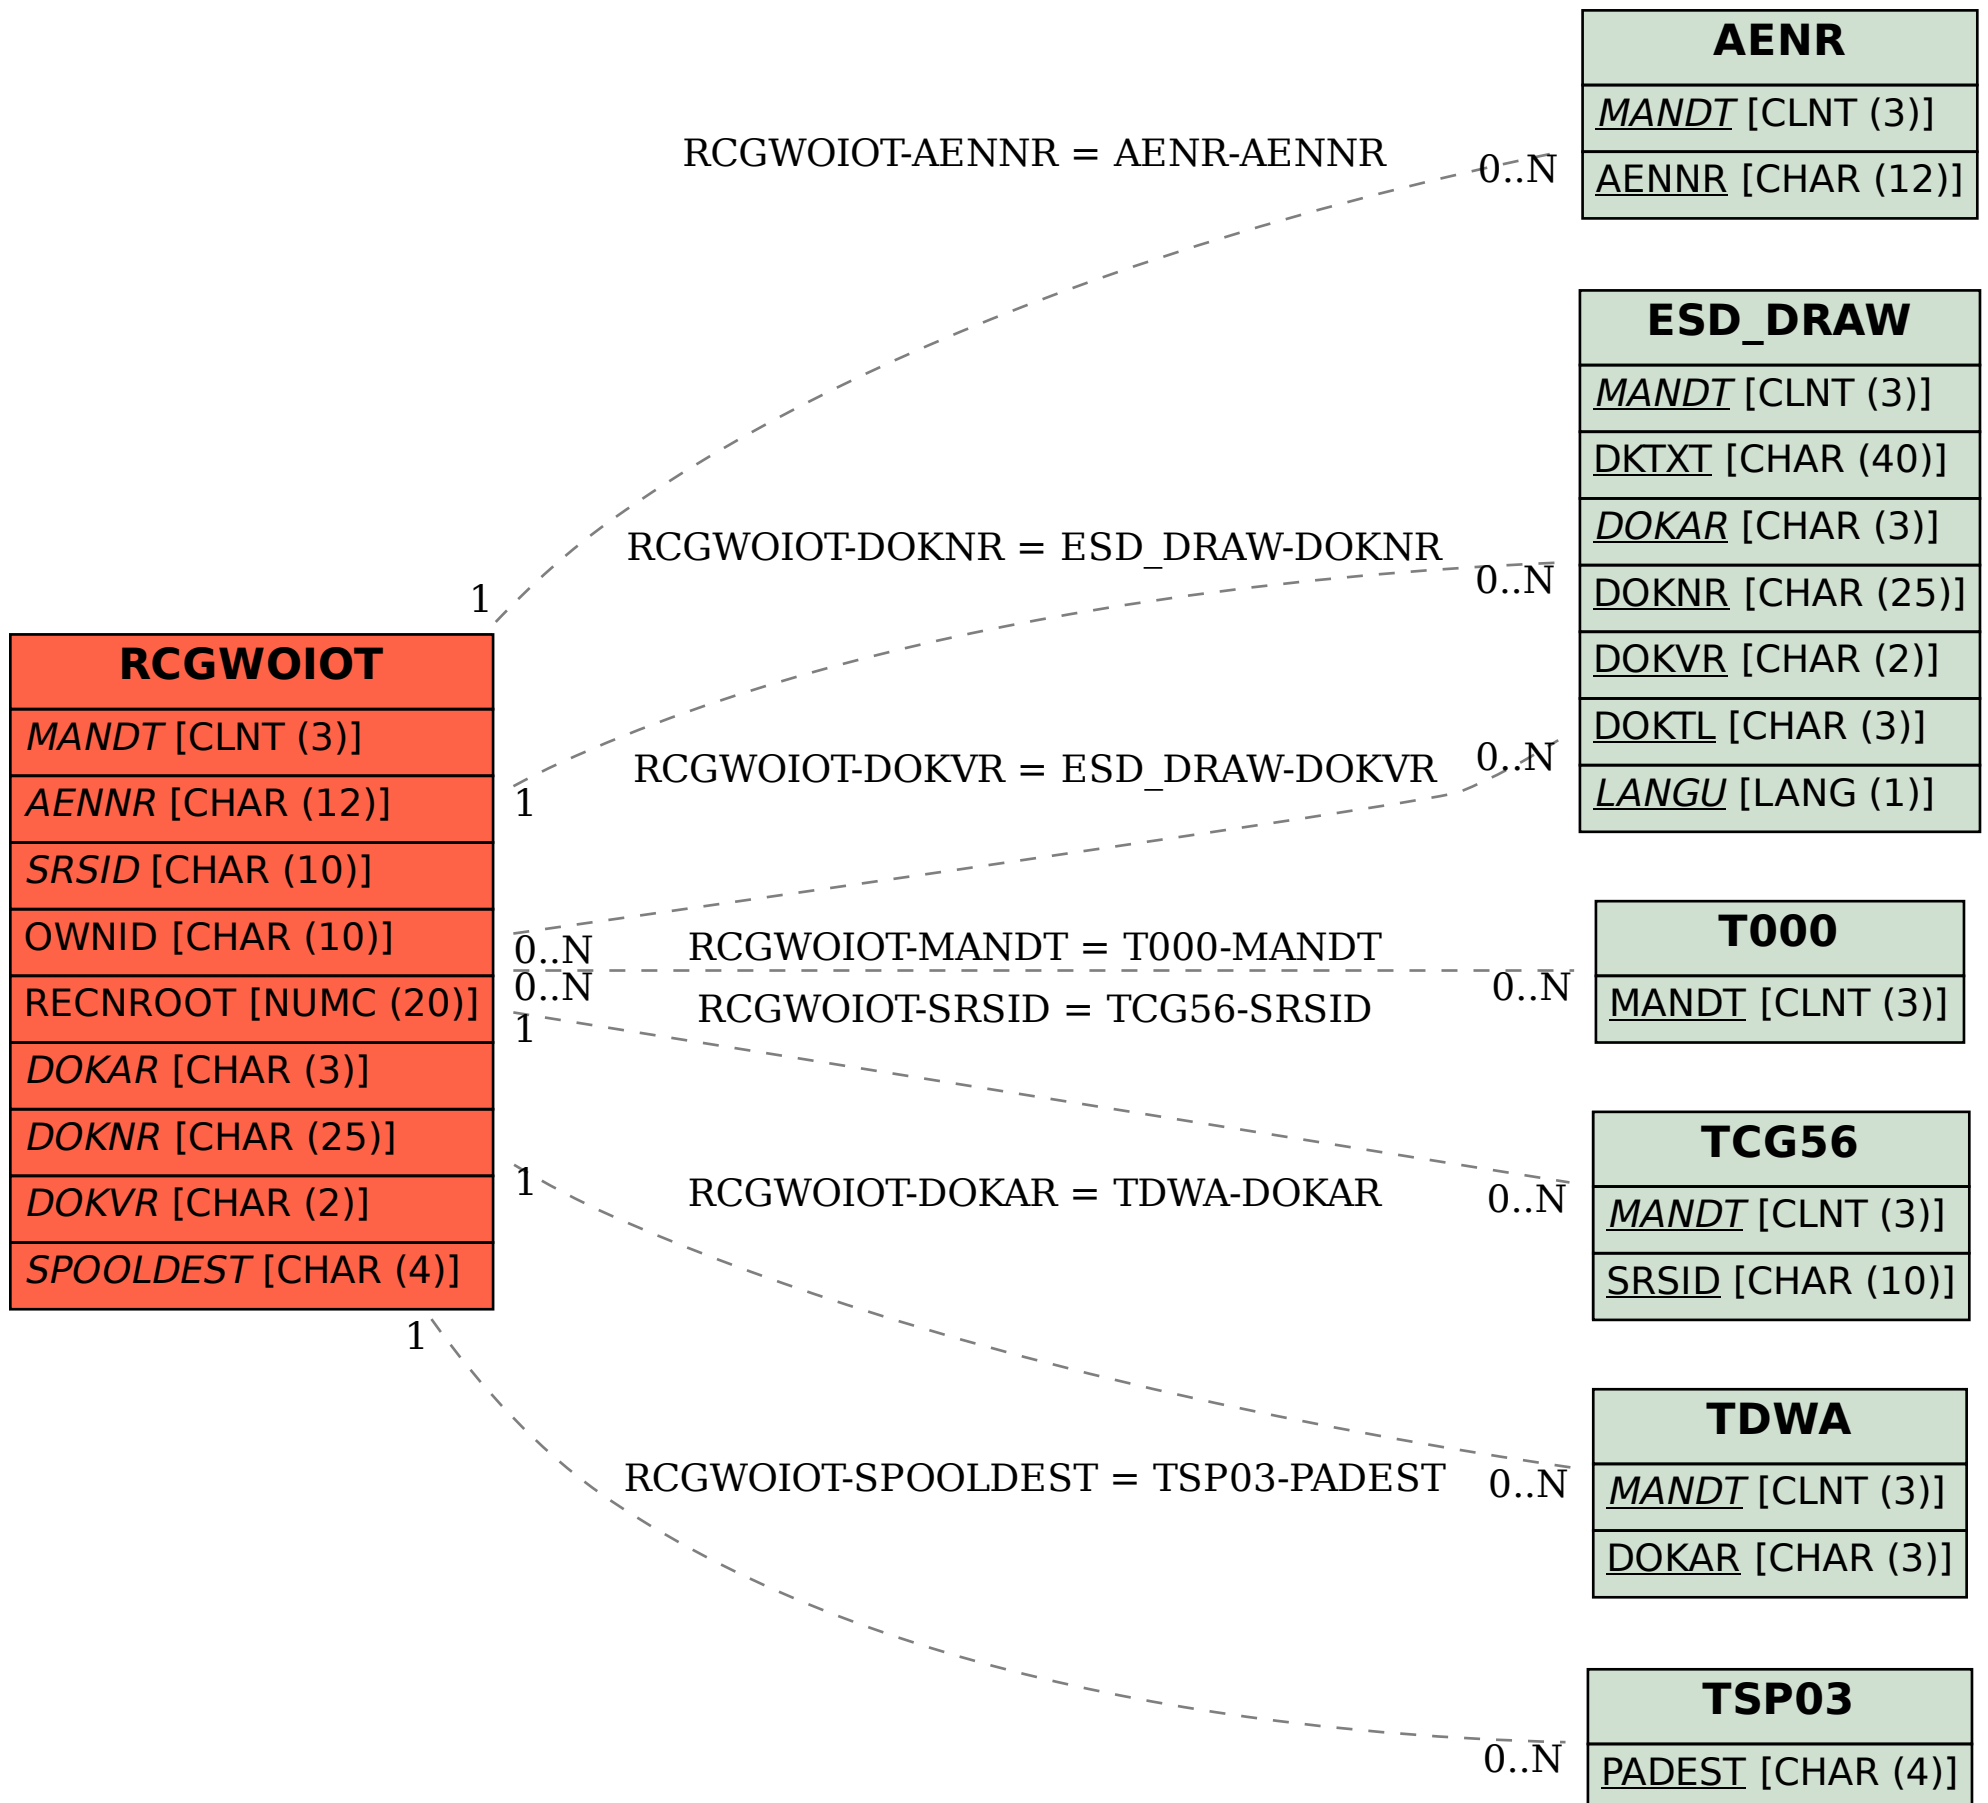 RCGWOIOT
MANDT [CLNT (3)]
AENNR [CHAR (12)]
SRSID [CHAR (10)]
OWNID [CHAR (10)]
RECNROOT [NUMC (20)]
DOKAR [CHAR (3)]
DOKNR [CHAR (25)]
DOKVR [CHAR (2)]
SPOOLDEST [CHAR (4)]
RCGWOIOT-AENNR = AENR-AENNR
0..N
1
RCGWOIOT-DOKNR = ESD_DRAW-DOKNR
0..N
1
RCGWOIOT-DOKVR = ESD_DRAW-DOKVR
0..N
0..N
RCGWOIOT-MANDT = T000-MANDT
0..N
0..N
RCGWOIOT-SRSID = TCG56-SRSID
1
0..N
RCGWOIOT-DOKAR = TDWA-DOKAR
1
0..N
RCGWOIOT-SPOOLDEST = TSP03-PADEST
1
0..N
AENR
MANDT [CLNT (3)]
AENNR [CHAR (12)]
ESD_DRAW
MANDT [CLNT (3)]
DKTXT [CHAR (40)]
DOKAR [CHAR (3)]
DOKNR [CHAR (25)]
DOKVR [CHAR (2)]
DOKTL [CHAR (3)]
LANGU [LANG (1)]
T000
MANDT [CLNT (3)]
TCG56
MANDT [CLNT (3)]
SRSID [CHAR (10)]
TDWA
MANDT [CLNT (3)]
DOKAR [CHAR (3)]
TSP03
PADEST [CHAR (4)]